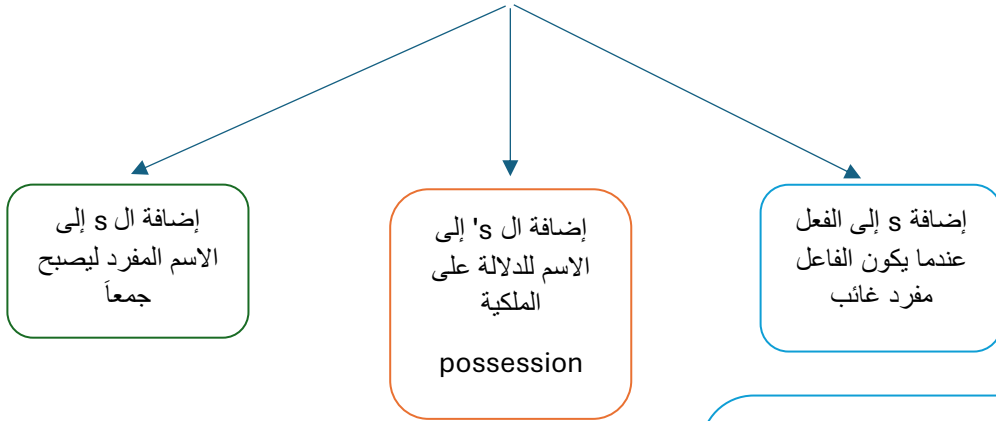 إضافة s إلى الفعل
عندما يكون الفاعل
مفرد غائب
إضافة ال s' إلى
الاسم للدلالة على
الملكية
possession
إضافة ال s إلى
الاسم المفرد ليصبح
جمعاَ